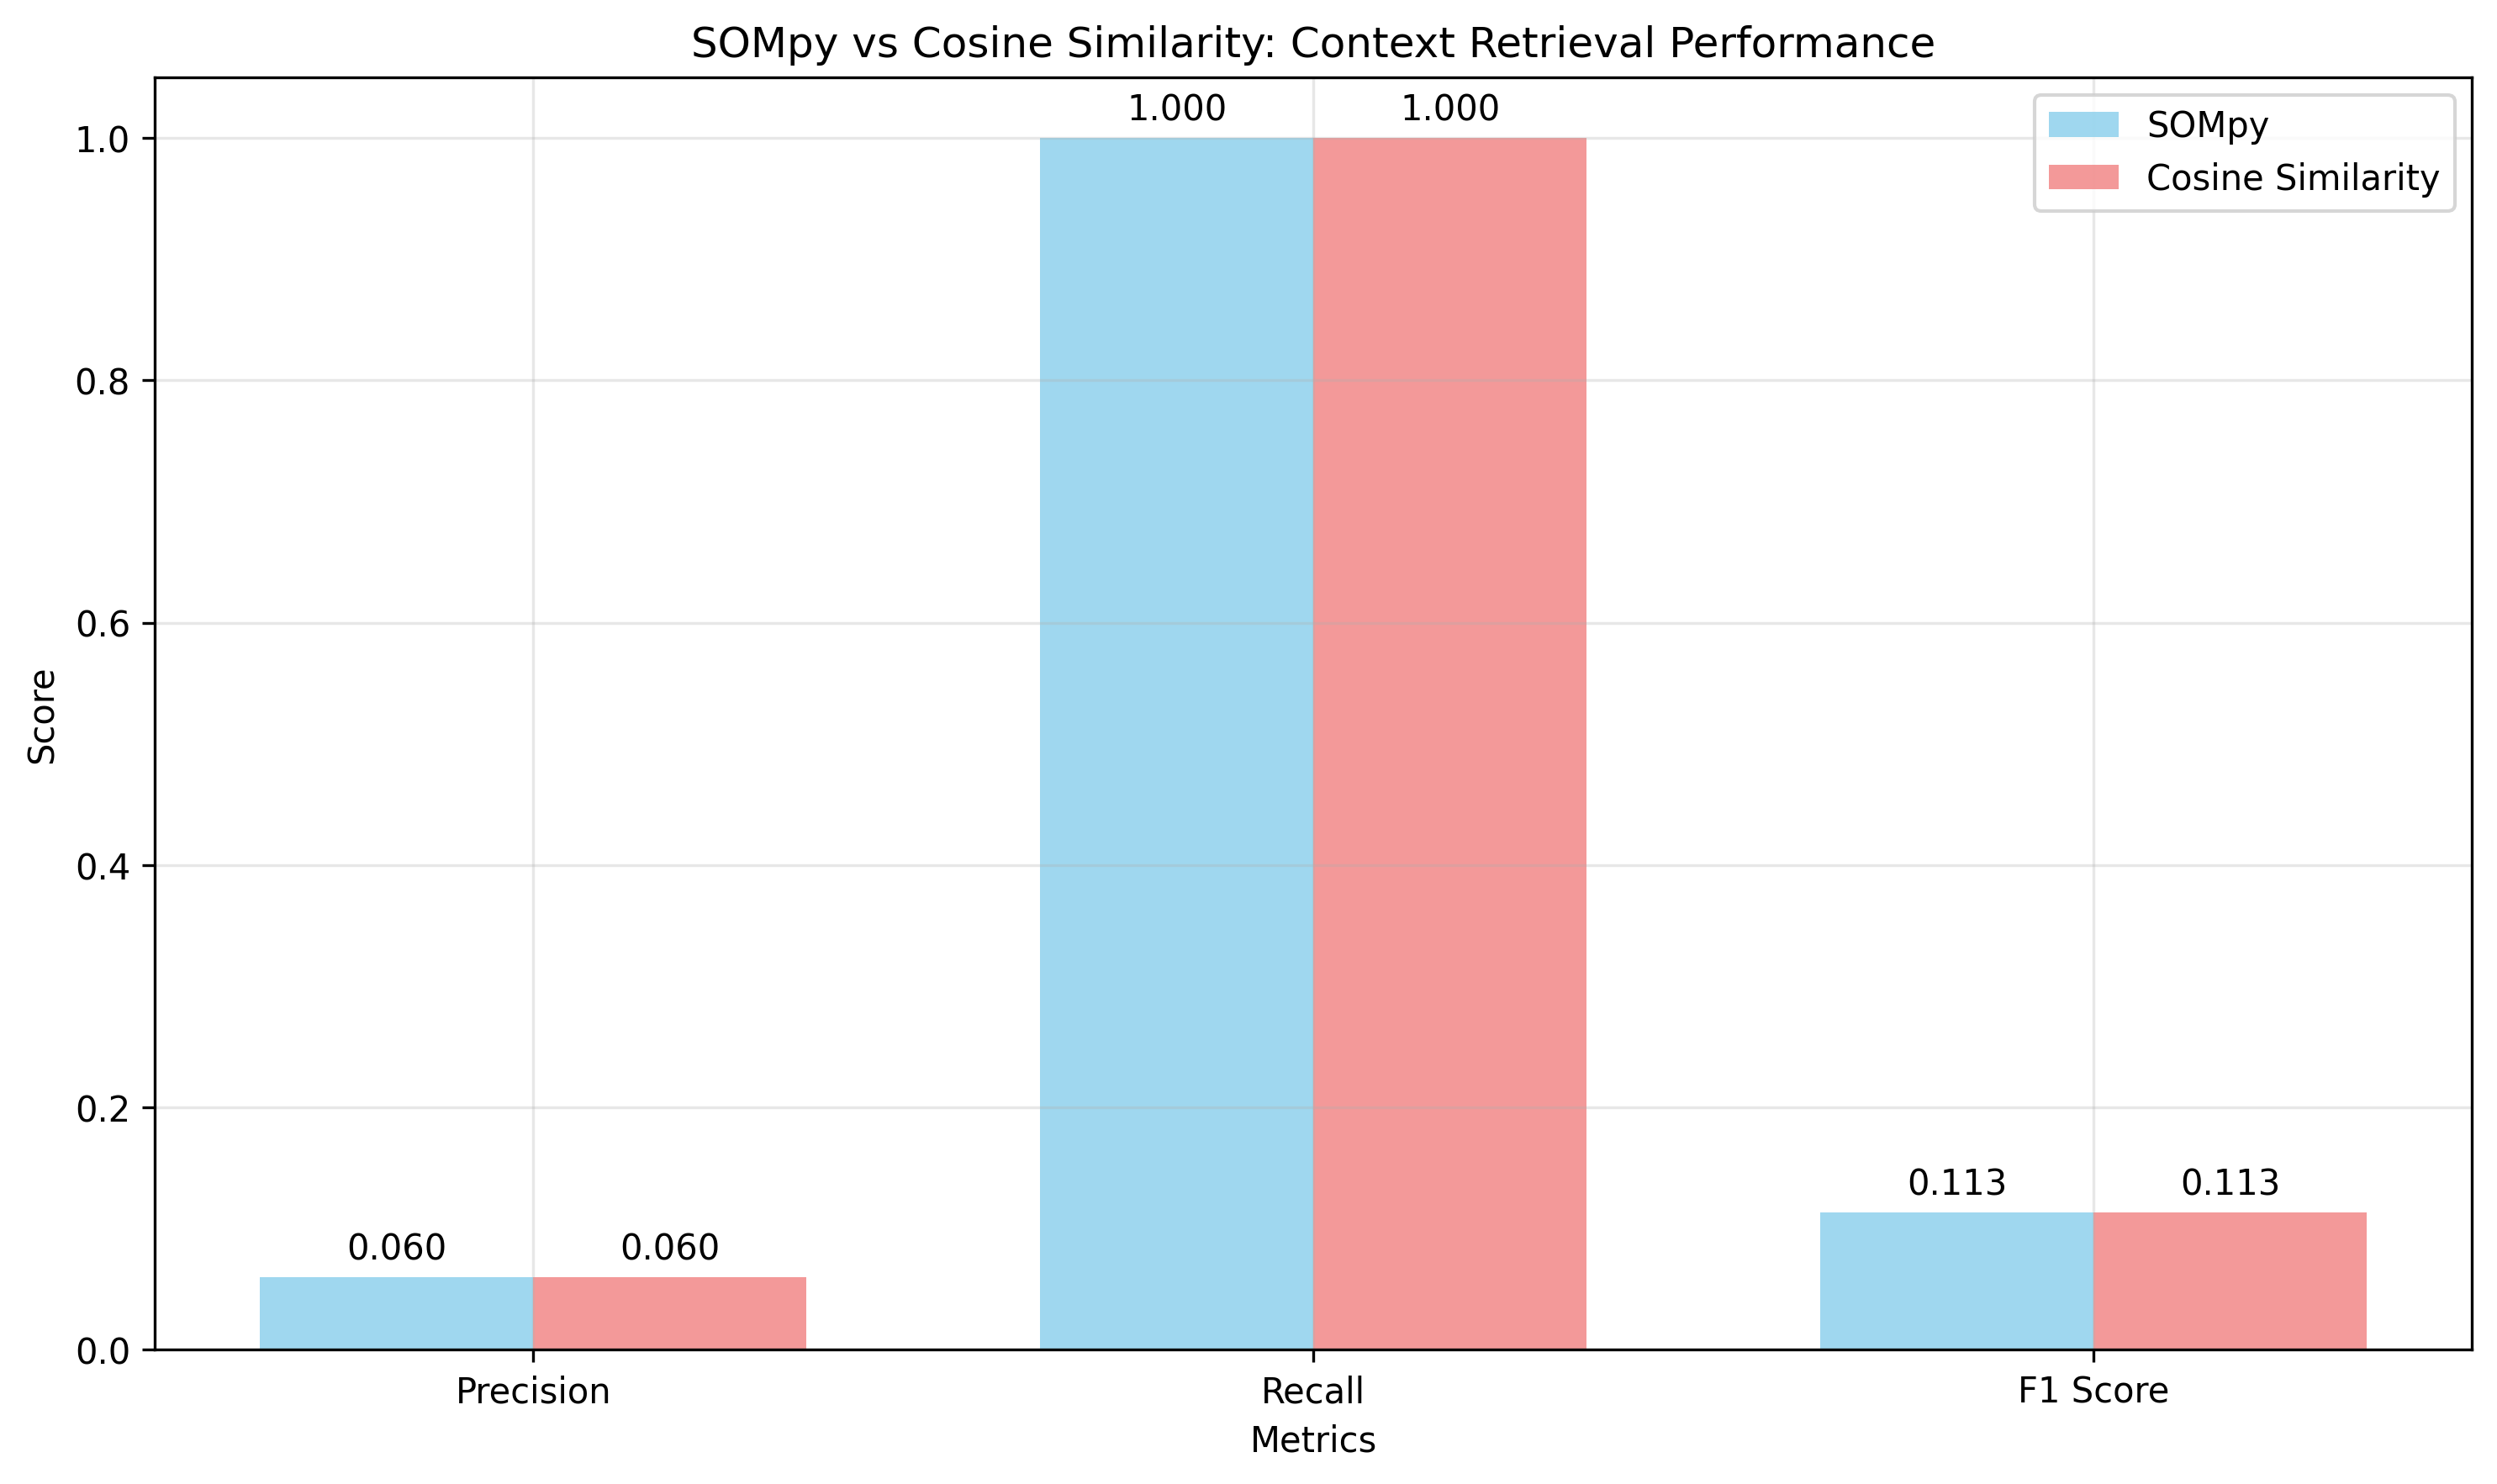 SOMpy vs Cosine Similarity: Context Retrieval Performance
1.000
1.000
SOMpy
Cosine Similarity
1.0
0.8
0.6
0.4
0.2
0.0
Score
0.060
0.060
0.113
0.113
Precision
Recall
F1 Score
Metrics